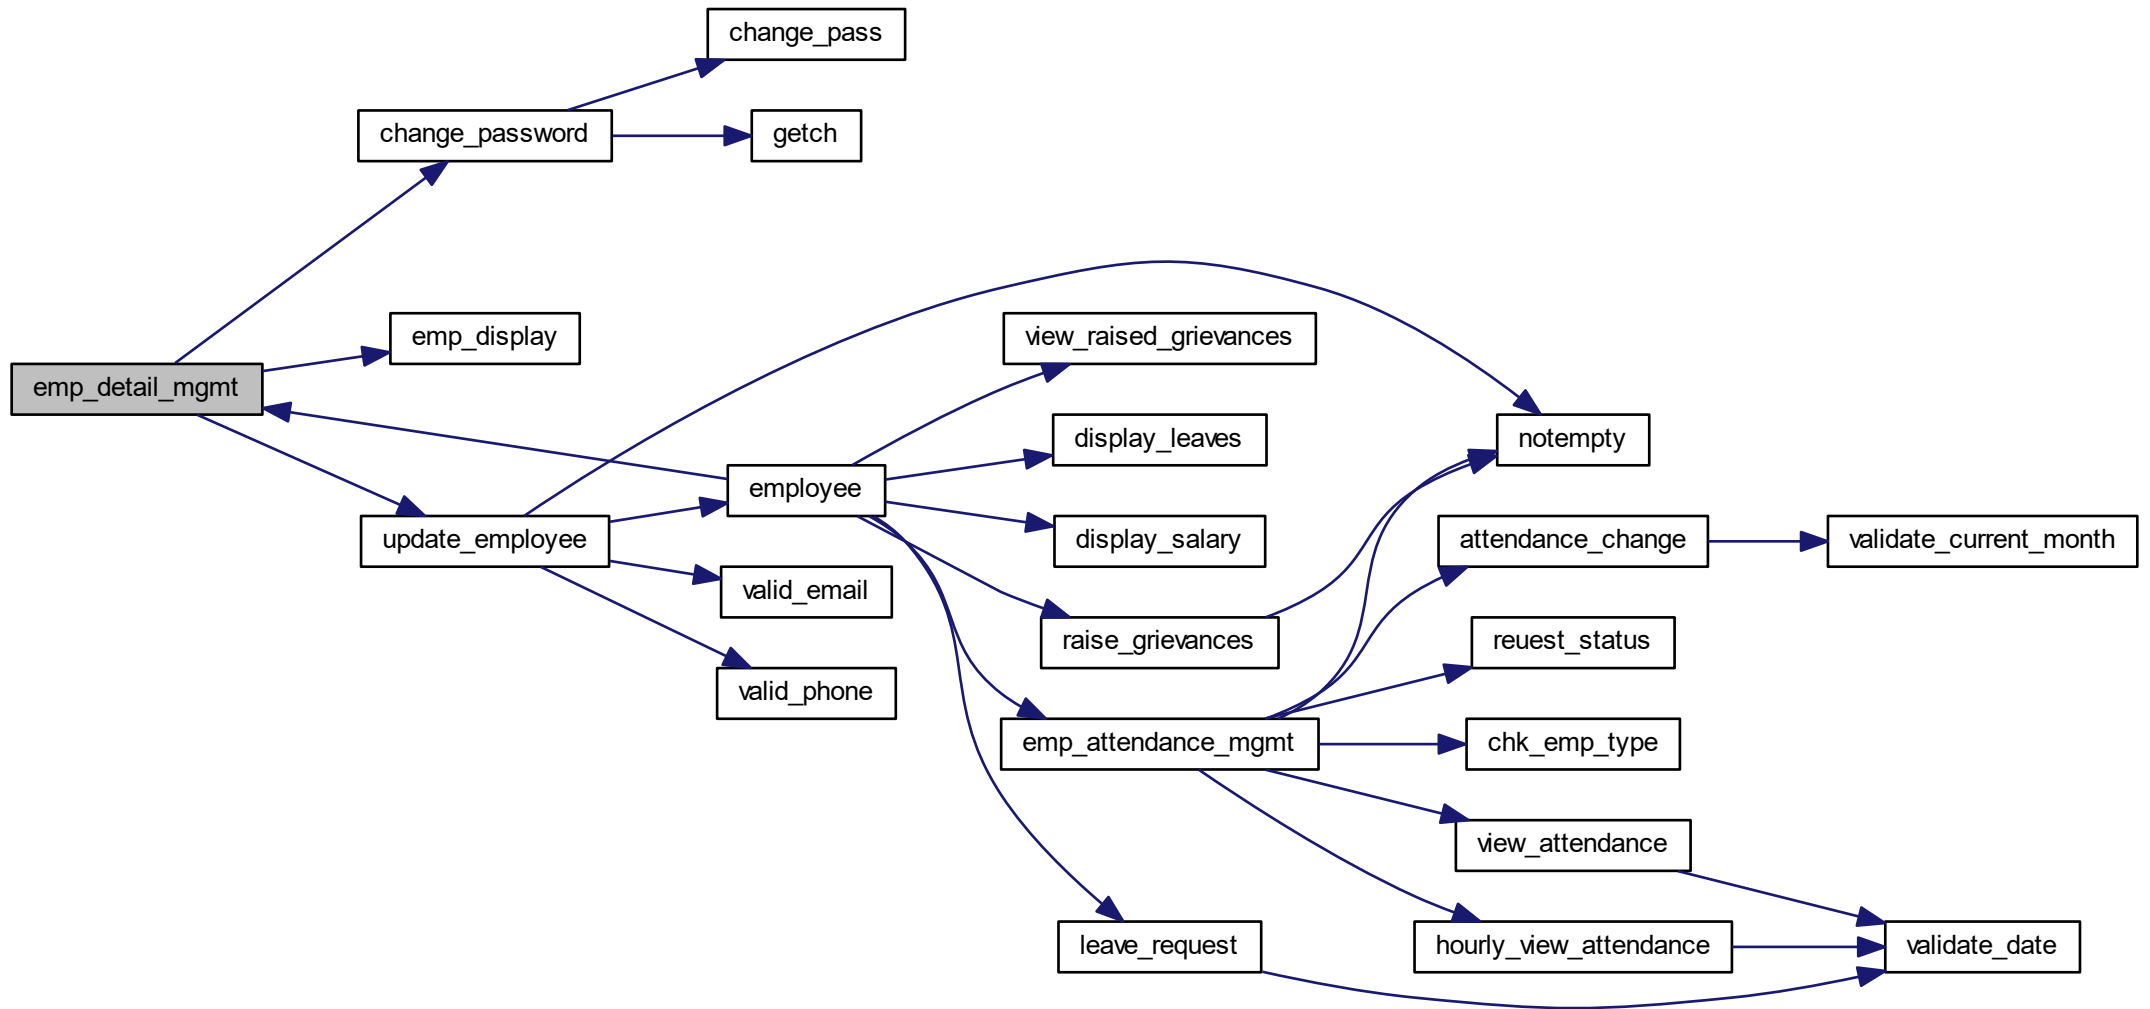 change_pass
change_password
getch
emp_display
view_raised_grievances
emp_detail_mgmt
display_leaves
notempty
employee
update_employee
display_salary
attendance_change
validate_current_month
valid_email
raise_grievances
reuest_status
valid_phone
emp_attendance_mgmt
chk_emp_type
view_attendance
leave_request
hourly_view_attendance
validate_date